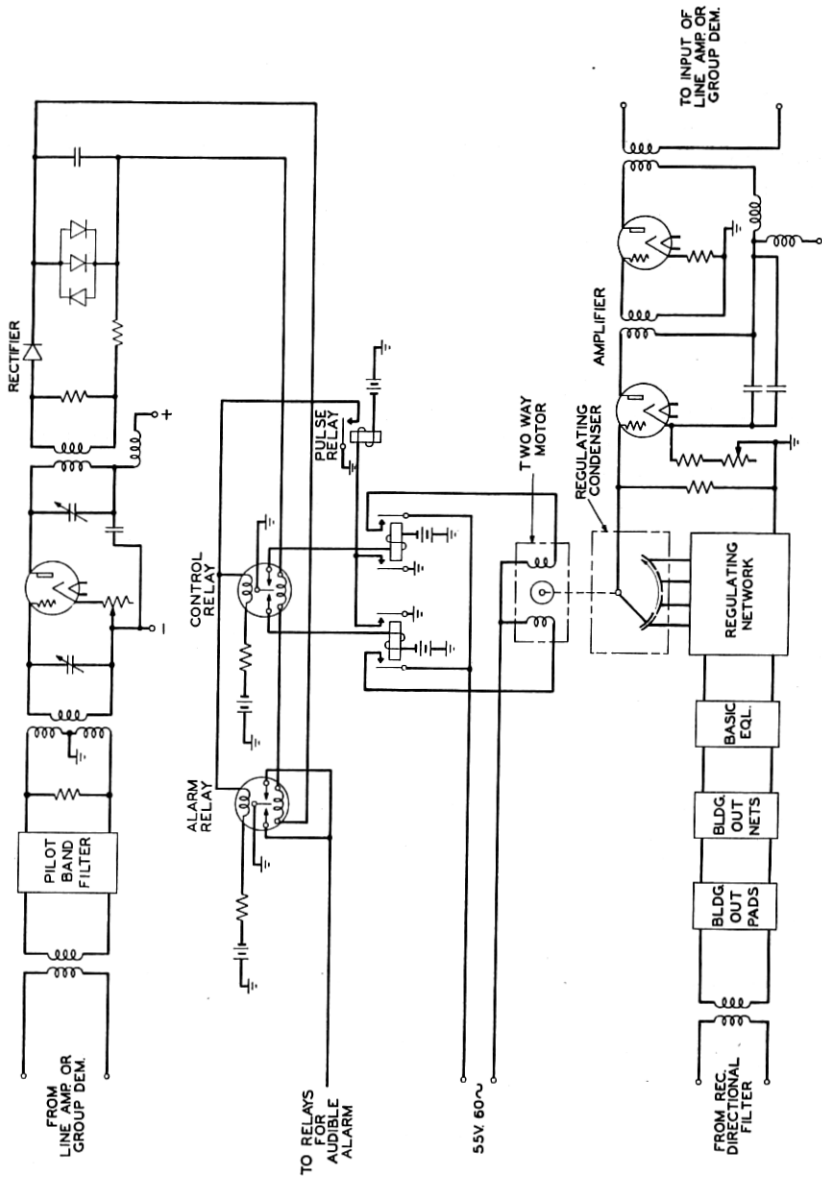 FROM
LINE AMP. OR
GROUP DEM.
PILOT
BAND
FILTER
−
+
RECTIFIER
ALARM
RELAY
CONTROL
RELAY
PULSE
RELAY
TO RELAYS
FOR
AUDIBLE
ALARM
55V. 60~
TWO WAY
MOTOR
REGULATING
CONDENSER
AMPLIFIER
TO INPUT OF
LINE AMP. OR
GROUP DEM.
FROM REC.
DIRECTIONAL
FILTER
BLDG.
OUT
PADS
BLDG.
OUT
NETS
BASIC
EQL.
REGULATING
NETWORK